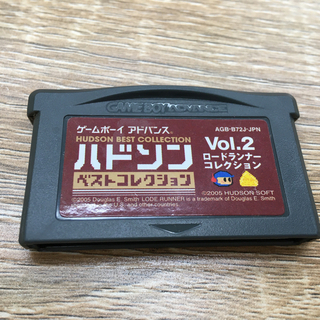 GAME BOY ADVANCE
ゲームボーイ アドバンス
AGB-B72J-JPN
HUDSON BEST COLLECTION
ハドソン
ベストコレクション
Vol.2
ロードランナー
コレクション
©2005 HUDSON SOFT
©2005 Douglas E. Smith LODE RUNNER is a trademark of Douglas E. Smith
U.S. and other countries.